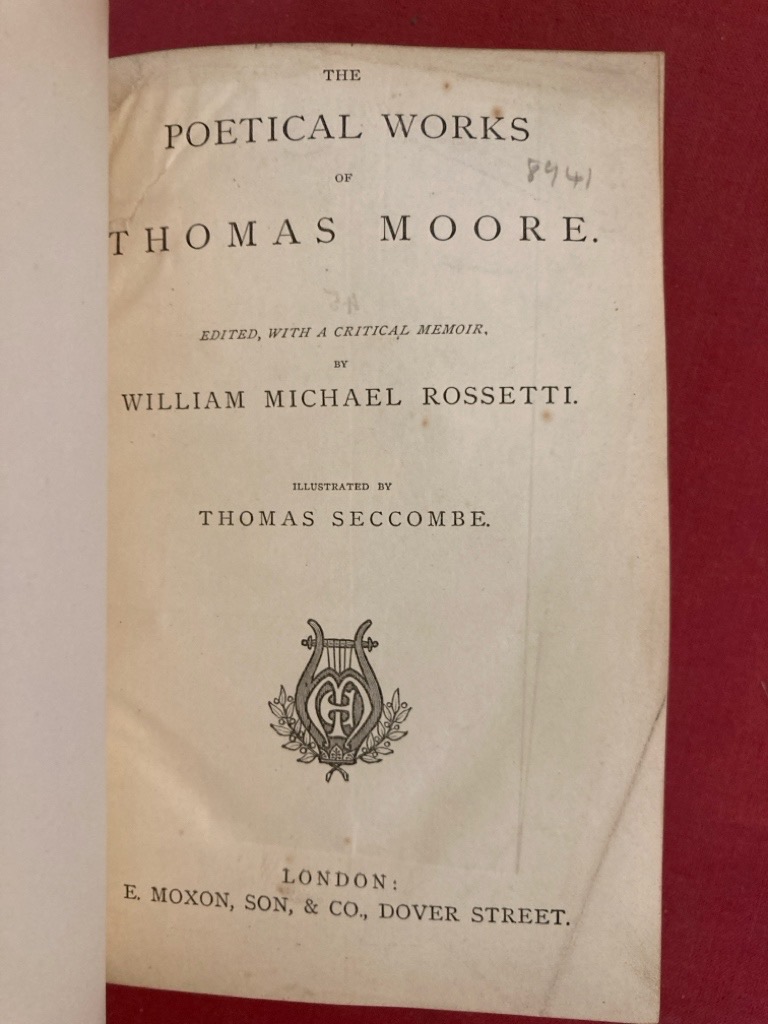 THE
POETICAL WORKS
OF
8941
THOMAS MOORE.
EDITED, WITH A CRITICAL MEMOIR,
BY
WILLIAM MICHAEL ROSSETTI.
ILLUSTRATED BY
THOMAS SECCOMBE.
LONDON:
E. MOXON, SON, & CO., DOVER STREET.